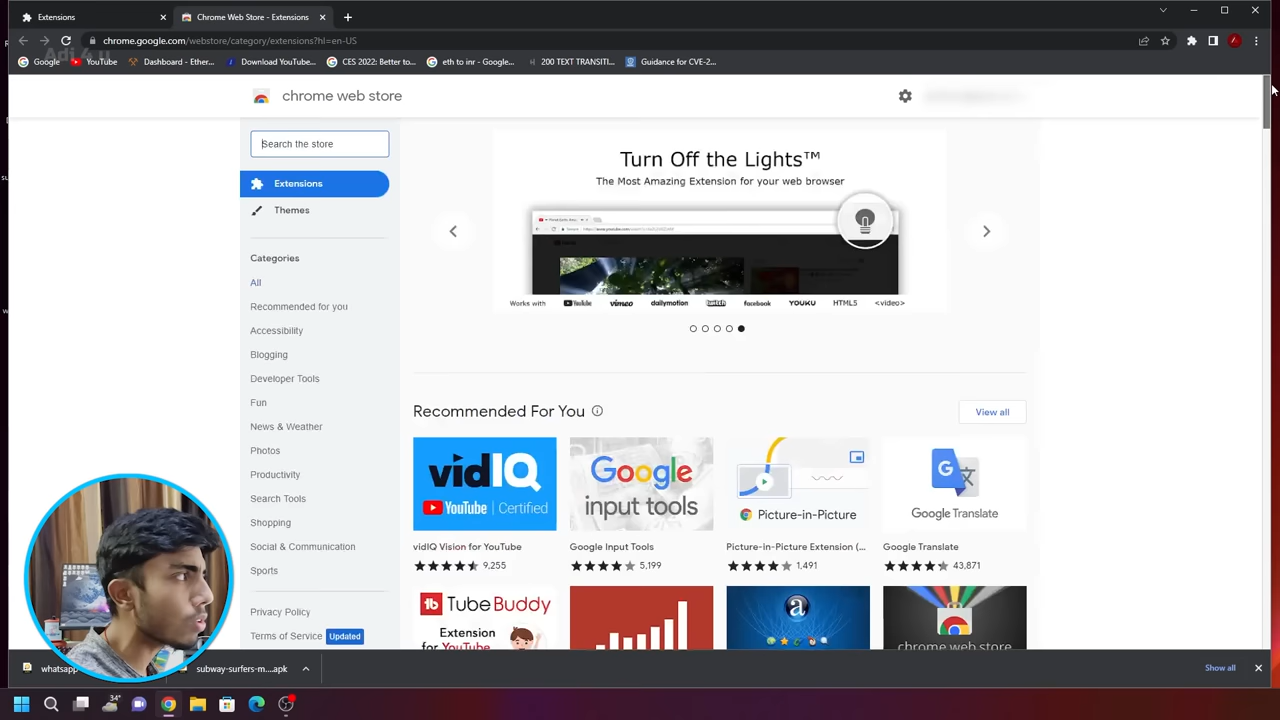 Extensions
Chrome Web Store - Extensions
chrome.google.com/webstore/category/extensions?hl=en-US
Adi 4 u
Google
YouTube
Dashboard - Ether...
Download YouTube...
CES 2022: Better to...
eth to inr - Google...
200 TEXT TRANSITI...
Guidance for CVE-2...
chrome web store
Search the store
Extensions
Themes
Categories
All
Recommended for you
Accessibility
Blogging
Developer Tools
Fun
News & Weather
Photos
Productivity
Search Tools
Shopping
Social & Communication
Sports
Privacy Policy
Terms of Service Updated
Turn Off the Lights™
The Most Amazing Extension for your web browser
Works with YouTube vimeo dailymotion twitch facebook YOUKU HTML5 <video>
Recommended For You
View all
vidIQ
YouTube Certified
Google
input tools
Picture-in-Picture
Google Translate
vidIQ Vision for YouTube
Google Input Tools
Picture-in-Picture Extension (...
Google Translate
9,255
5,199
1,491
43,871
TubeBuddy
Extension
for YouTube
a
chrome web store
whatsapp
subway-surfers-m....apk
Show all
34°